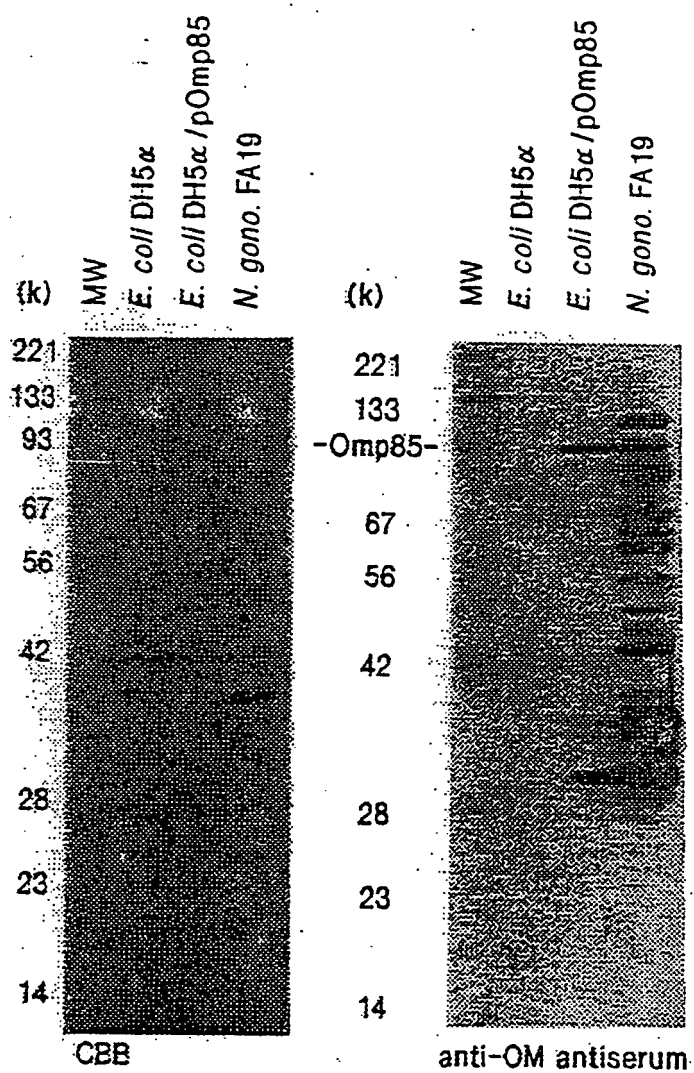 (k)
MW
E. coli DH5α
E. coli DH5α/pOmp85
N. gono. FA19
221
133
93
67
56
42
28
23
14
CBB
(k)
MW
E. coli DH5α
E. coli DH5α/pOmp85
N. gono. FA19
221
133
-Omp85-
67
56
42
28
23
14
anti-OM antiserum